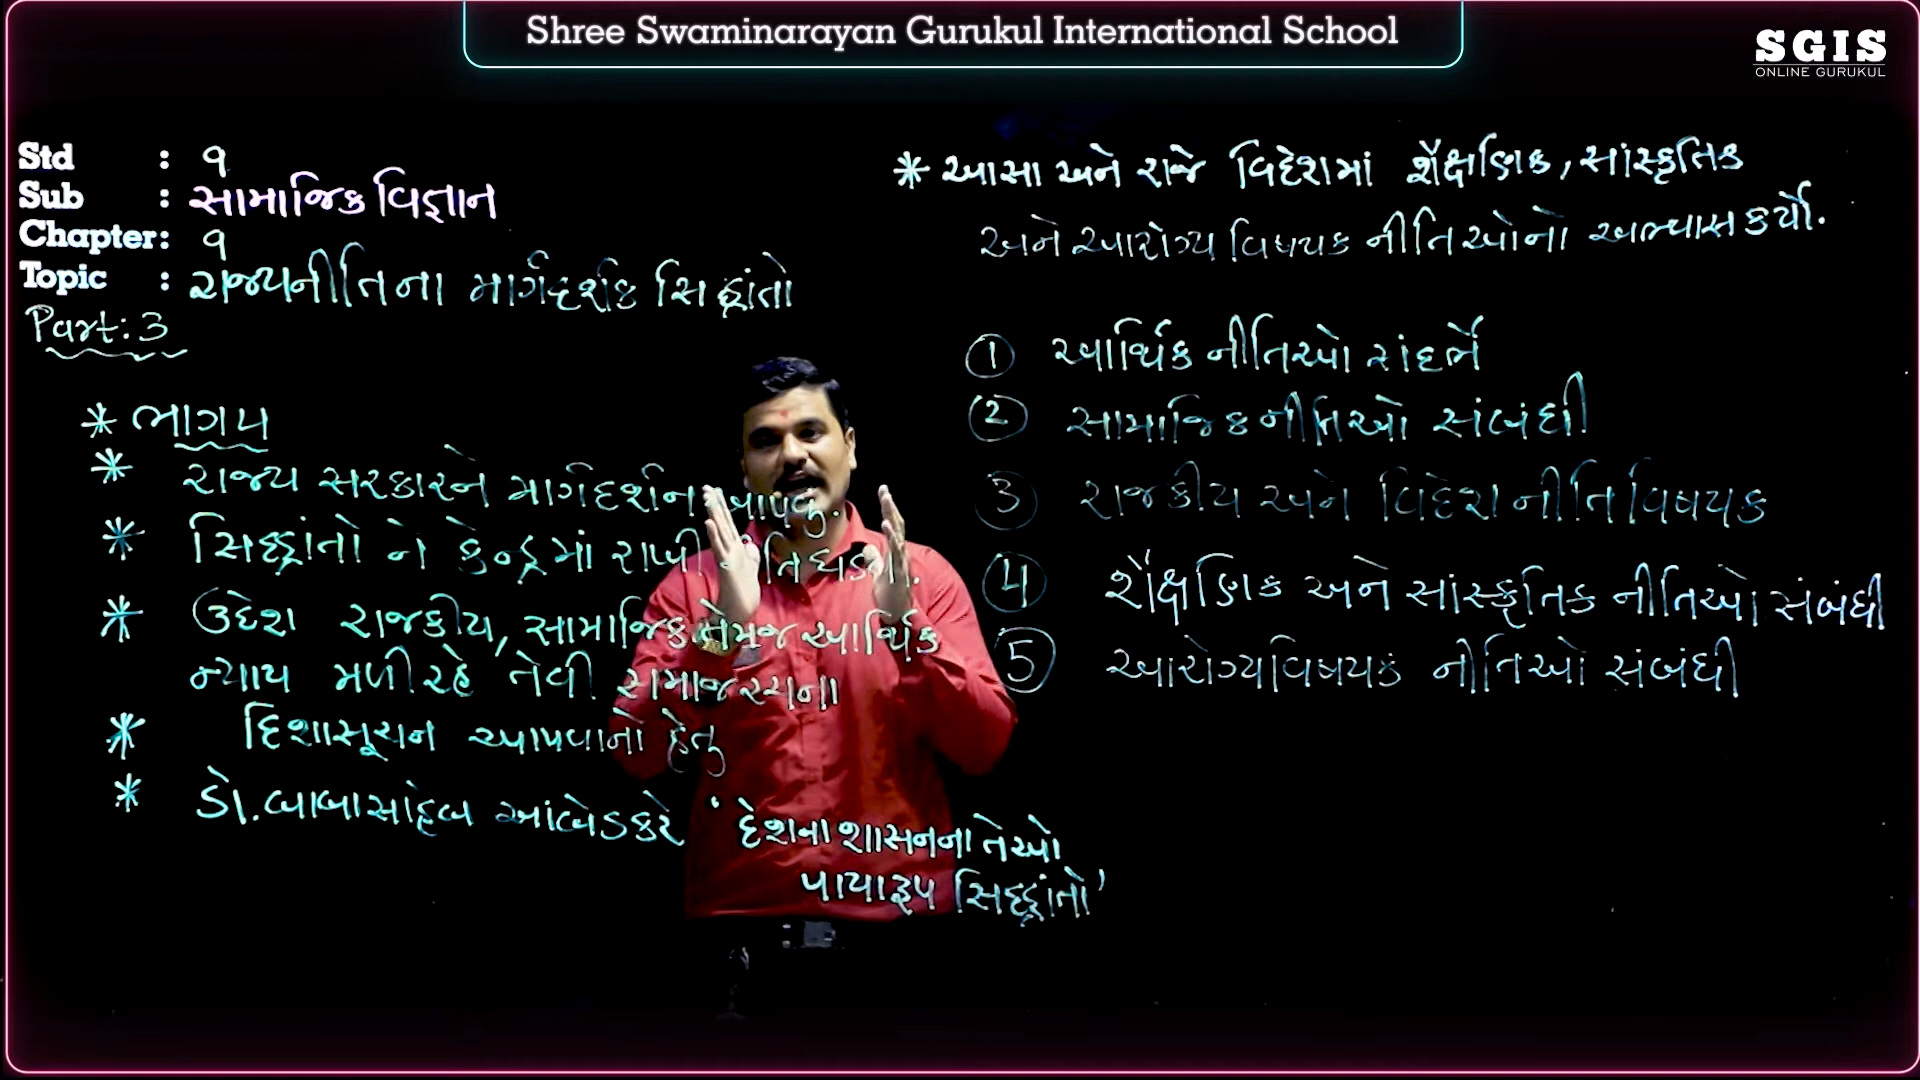 Shree Swaminarayan Gurukul International School
SGIS
ONLINE GURUKUL
Std : ૧
Sub : સામાજિક વિજ્ઞાન
Chapter : ૧
Topic : રાજ્યનીતિના માર્ગદર્શક સિદ્ધાંતો
Part: 3
* ભાગ ૫
* રાજ્ય સરકારને માર્ગદર્શન આપવું.
* સિદ્ધાંતો ને કેન્દ્રમાં રાખી નીતિ ઘડવી.
* ઉદેશ રાજકીય, સામાજિક તેમજ આર્થિક
ન્યાય મળી રહે તેવી સમાજરચના
* દિશાસૂચન આપવાનો હેતુ
* ડૉ. બાબાસાહેબ આંબેડકરે ' દેશના શાસનના તેઓ
પાયારૂપ સિદ્ધાંતો '
* આસા અને રાજે વિદેશમાં શૈક્ષણિક, સાંસ્કૃતિક
અને આરોગ્ય વિષયક નીતિઓનો અભ્યાસ કર્યો.
① આર્થિક નીતિઓ સંદર્ભે
② સામાજિક નીતિઓ સંબંધી
③ રાજકીય અને વિદેશ નીતિ વિષયક
④ શૈક્ષણિક અને સાંસ્કૃતિક નીતિઓ સંબંધી
⑤ આરોગ્યવિષયક નીતિઓ સંબંધી